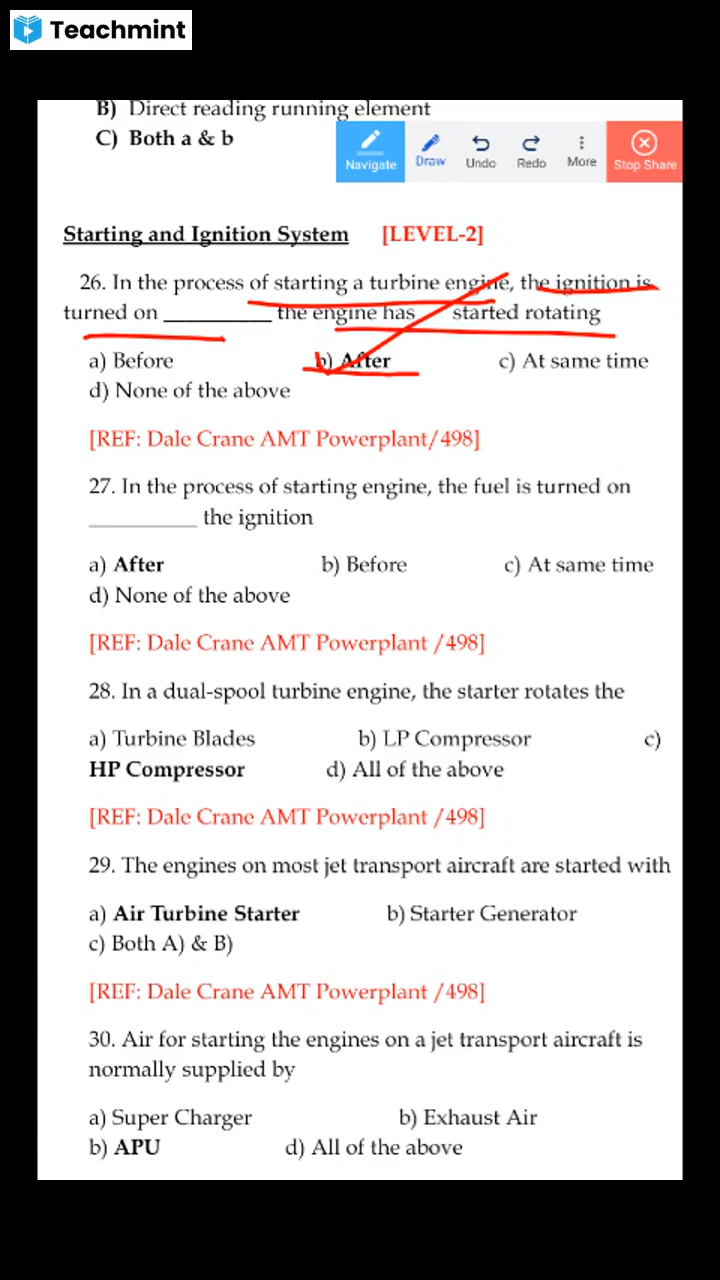 Teachmint
B) Direct reading running element
C) Both a & b
Navigate Draw Undo Redo More Stop Share
Starting and Ignition System [LEVEL-2]
26. In the process of starting a turbine engine, the ignition is
turned on __________ the engine has started rotating
a) Before b) After c) At same time
d) None of the above
[REF: Dale Crane AMT Powerplant/498]
27. In the process of starting engine, the fuel is turned on
__________ the ignition
a) After b) Before c) At same time
d) None of the above
[REF: Dale Crane AMT Powerplant /498]
28. In a dual-spool turbine engine, the starter rotates the
a) Turbine Blades b) LP Compressor c)
HP Compressor d) All of the above
[REF: Dale Crane AMT Powerplant /498]
29. The engines on most jet transport aircraft are started with
a) Air Turbine Starter b) Starter Generator
c) Both A) & B)
[REF: Dale Crane AMT Powerplant /498]
30. Air for starting the engines on a jet transport aircraft is
normally supplied by
a) Super Charger b) Exhaust Air
b) APU d) All of the above